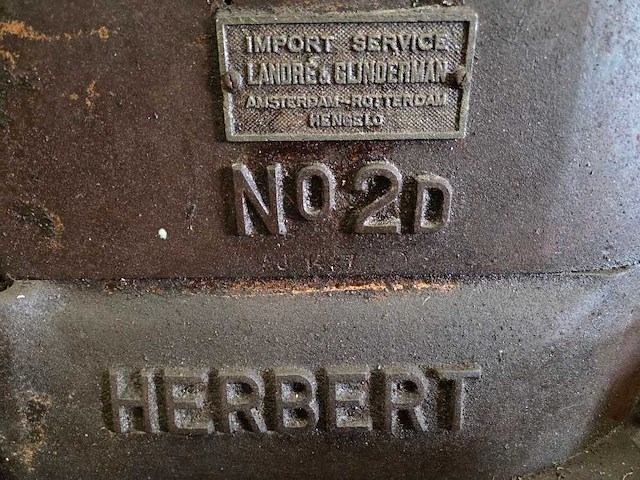 IMPORT SERVICE
LANDRÉ & GLINDERMAN
AMSTERDAM-ROTTERDAM
HENGELO
No 2D
HERBERT